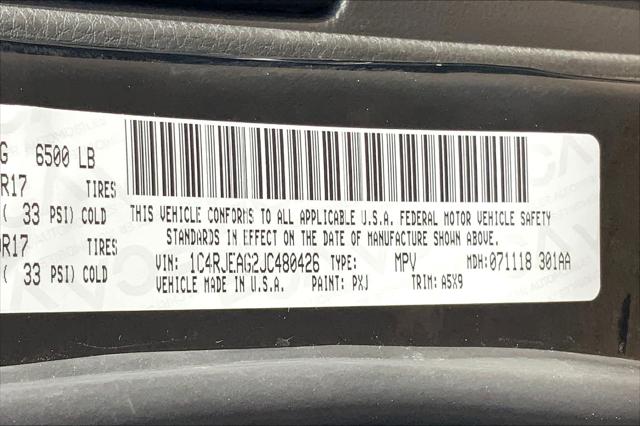 G 6500 LB
R17 TIRES
( 33 PSI) COLD
0R17 TIRES
( 33 PSI) COLD
THIS VEHICLE CONFORMS TO ALL APPLICABLE U.S.A. FEDERAL MOTOR VEHICLE SAFETY
STANDARDS IN EFFECT ON THE DATE OF MANUFACTURE SHOWN ABOVE.
VIN: 1C4RJEAG2JC480426 TYPE: MPV MDH: 071118 301AA
VEHICLE MADE IN U.S.A. PAINT: PXJ TRIM: A5X9